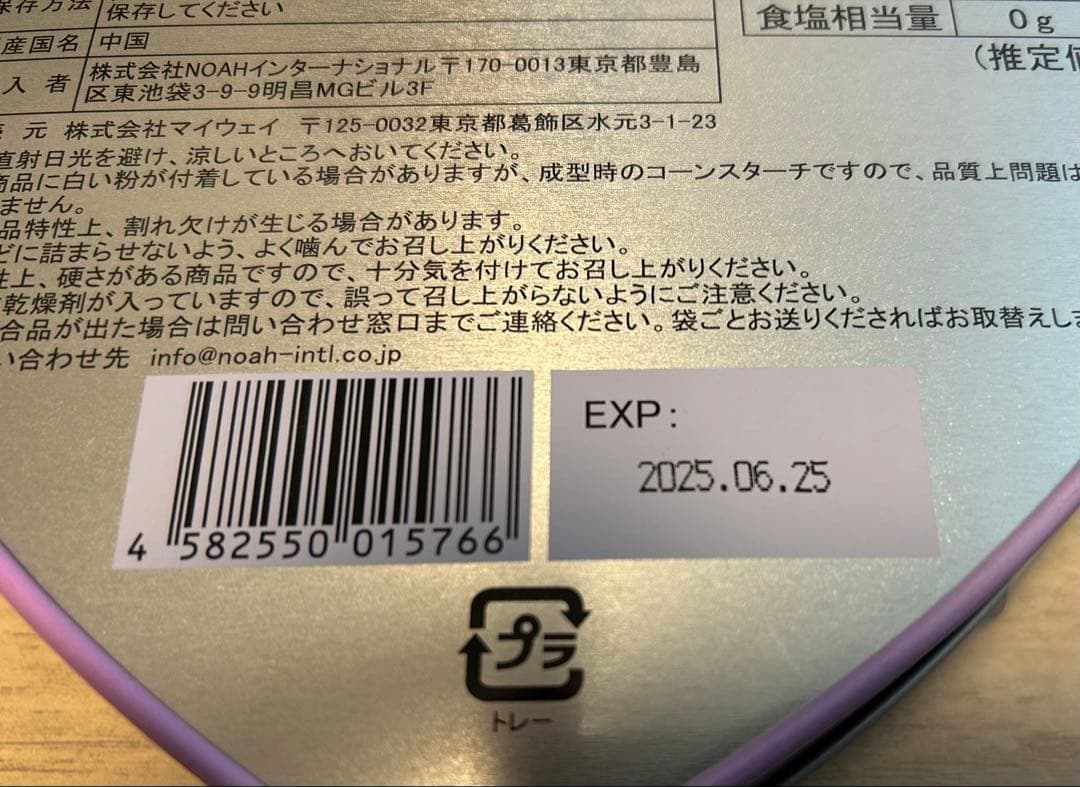 保存方法 保存してください
産国名 中国
入者 株式会社NOAHインターナショナル〒170-0013東京都豊島
区東池袋3-9-9明昌MGビル3F
食塩相当量 0g
(推定値
元 株式会社マイウェイ 〒125-0032東京都葛飾区水元3-1-23
直射日光を避け、涼しいところへおいてください。
商品に白い粉が付着している場合がありますが、成型時のコーンスターチですので、品質上問題は
ません。
品特性上、割れ欠けが生じる場合があります。
どに詰まらせないよう、よく噛んでお召し上がりください。
性上、硬さがある商品ですので、十分気を付けてお召し上がりください。
乾燥剤が入っていますので、誤って召し上がらないようにご注意ください。
合品が出た場合は問い合わせ窓口までご連絡ください。袋ごとお送りくださればお取替えしま
い合わせ先 info@noah-intl.co.jp
4 582550 015766
EXP:
2025.06.25
プラ
トレー